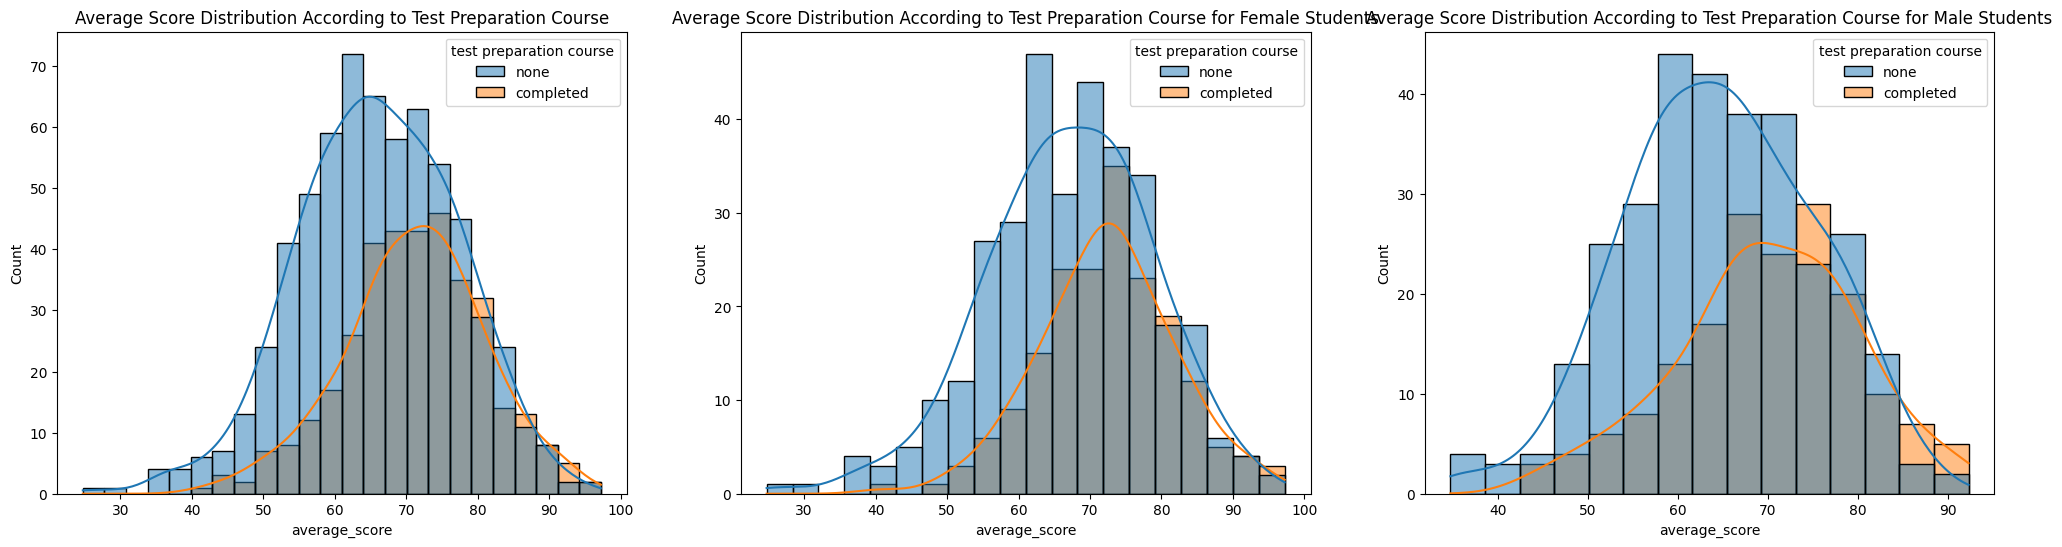 Average Score Distribution According to Test Preparation Course
70
60
50
40
30
20
10
0
Count
30
40
50
60
70
80
90
100
average_score
test preparation course
none
completed
Average Score Distribution According to Test Preparation Course for Female Students
40
30
20
10
0
Count
30
40
50
60
70
80
90
100
average_score
test preparation course
none
completed
Average Score Distribution According to Test Preparation Course for Male Students
40
30
20
10
0
Count
40
50
60
70
80
90
average_score
test preparation course
none
completed